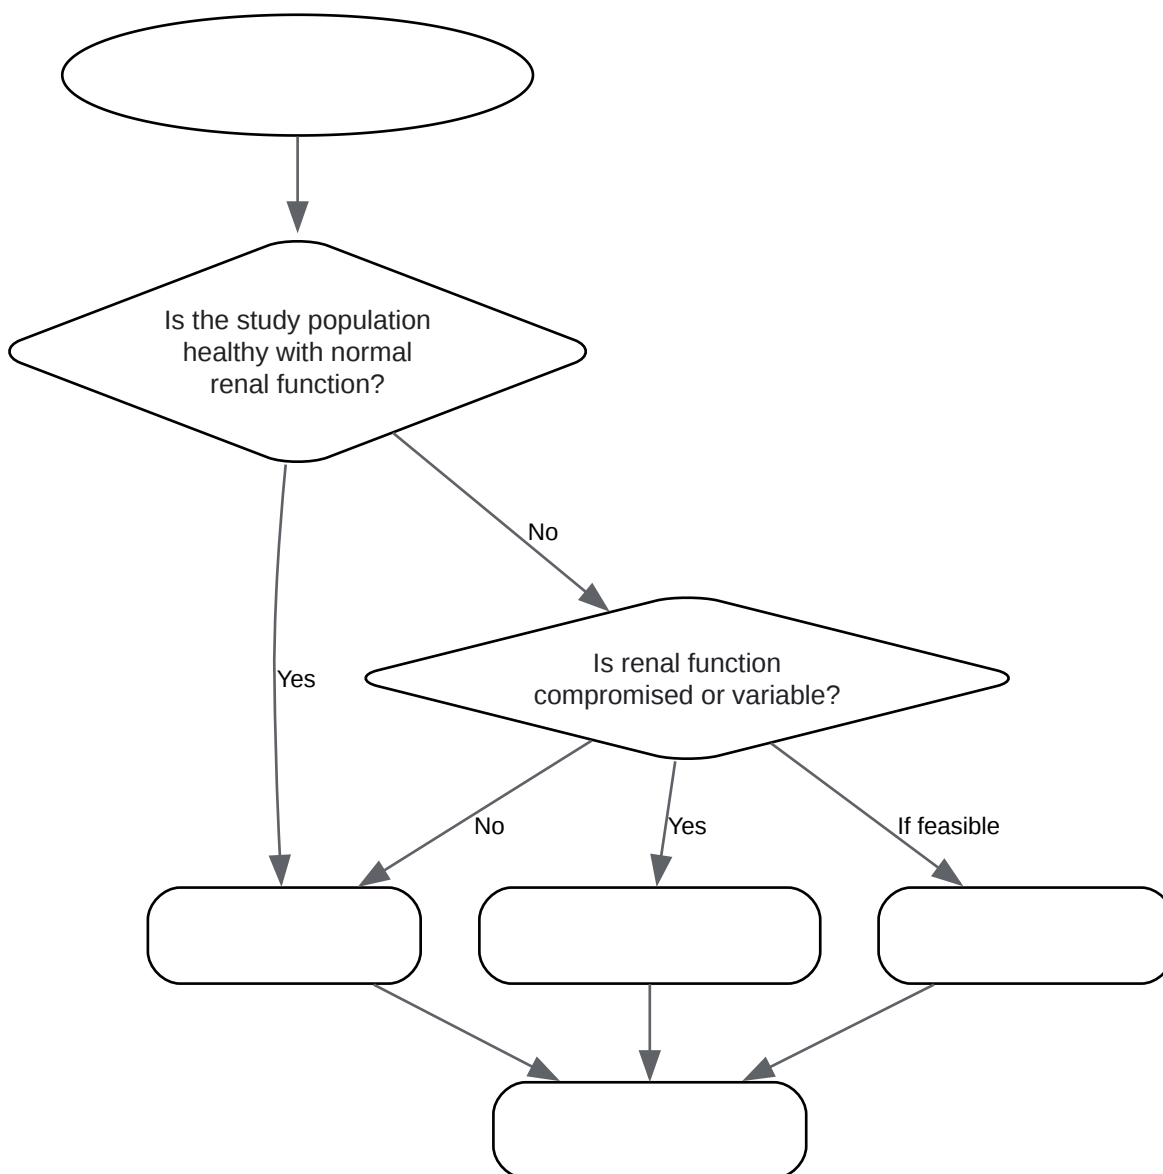 Is the study population
healthy with normal
renal function?
No
Is renal function
compromised or variable?
Yes
No
Yes
If feasible